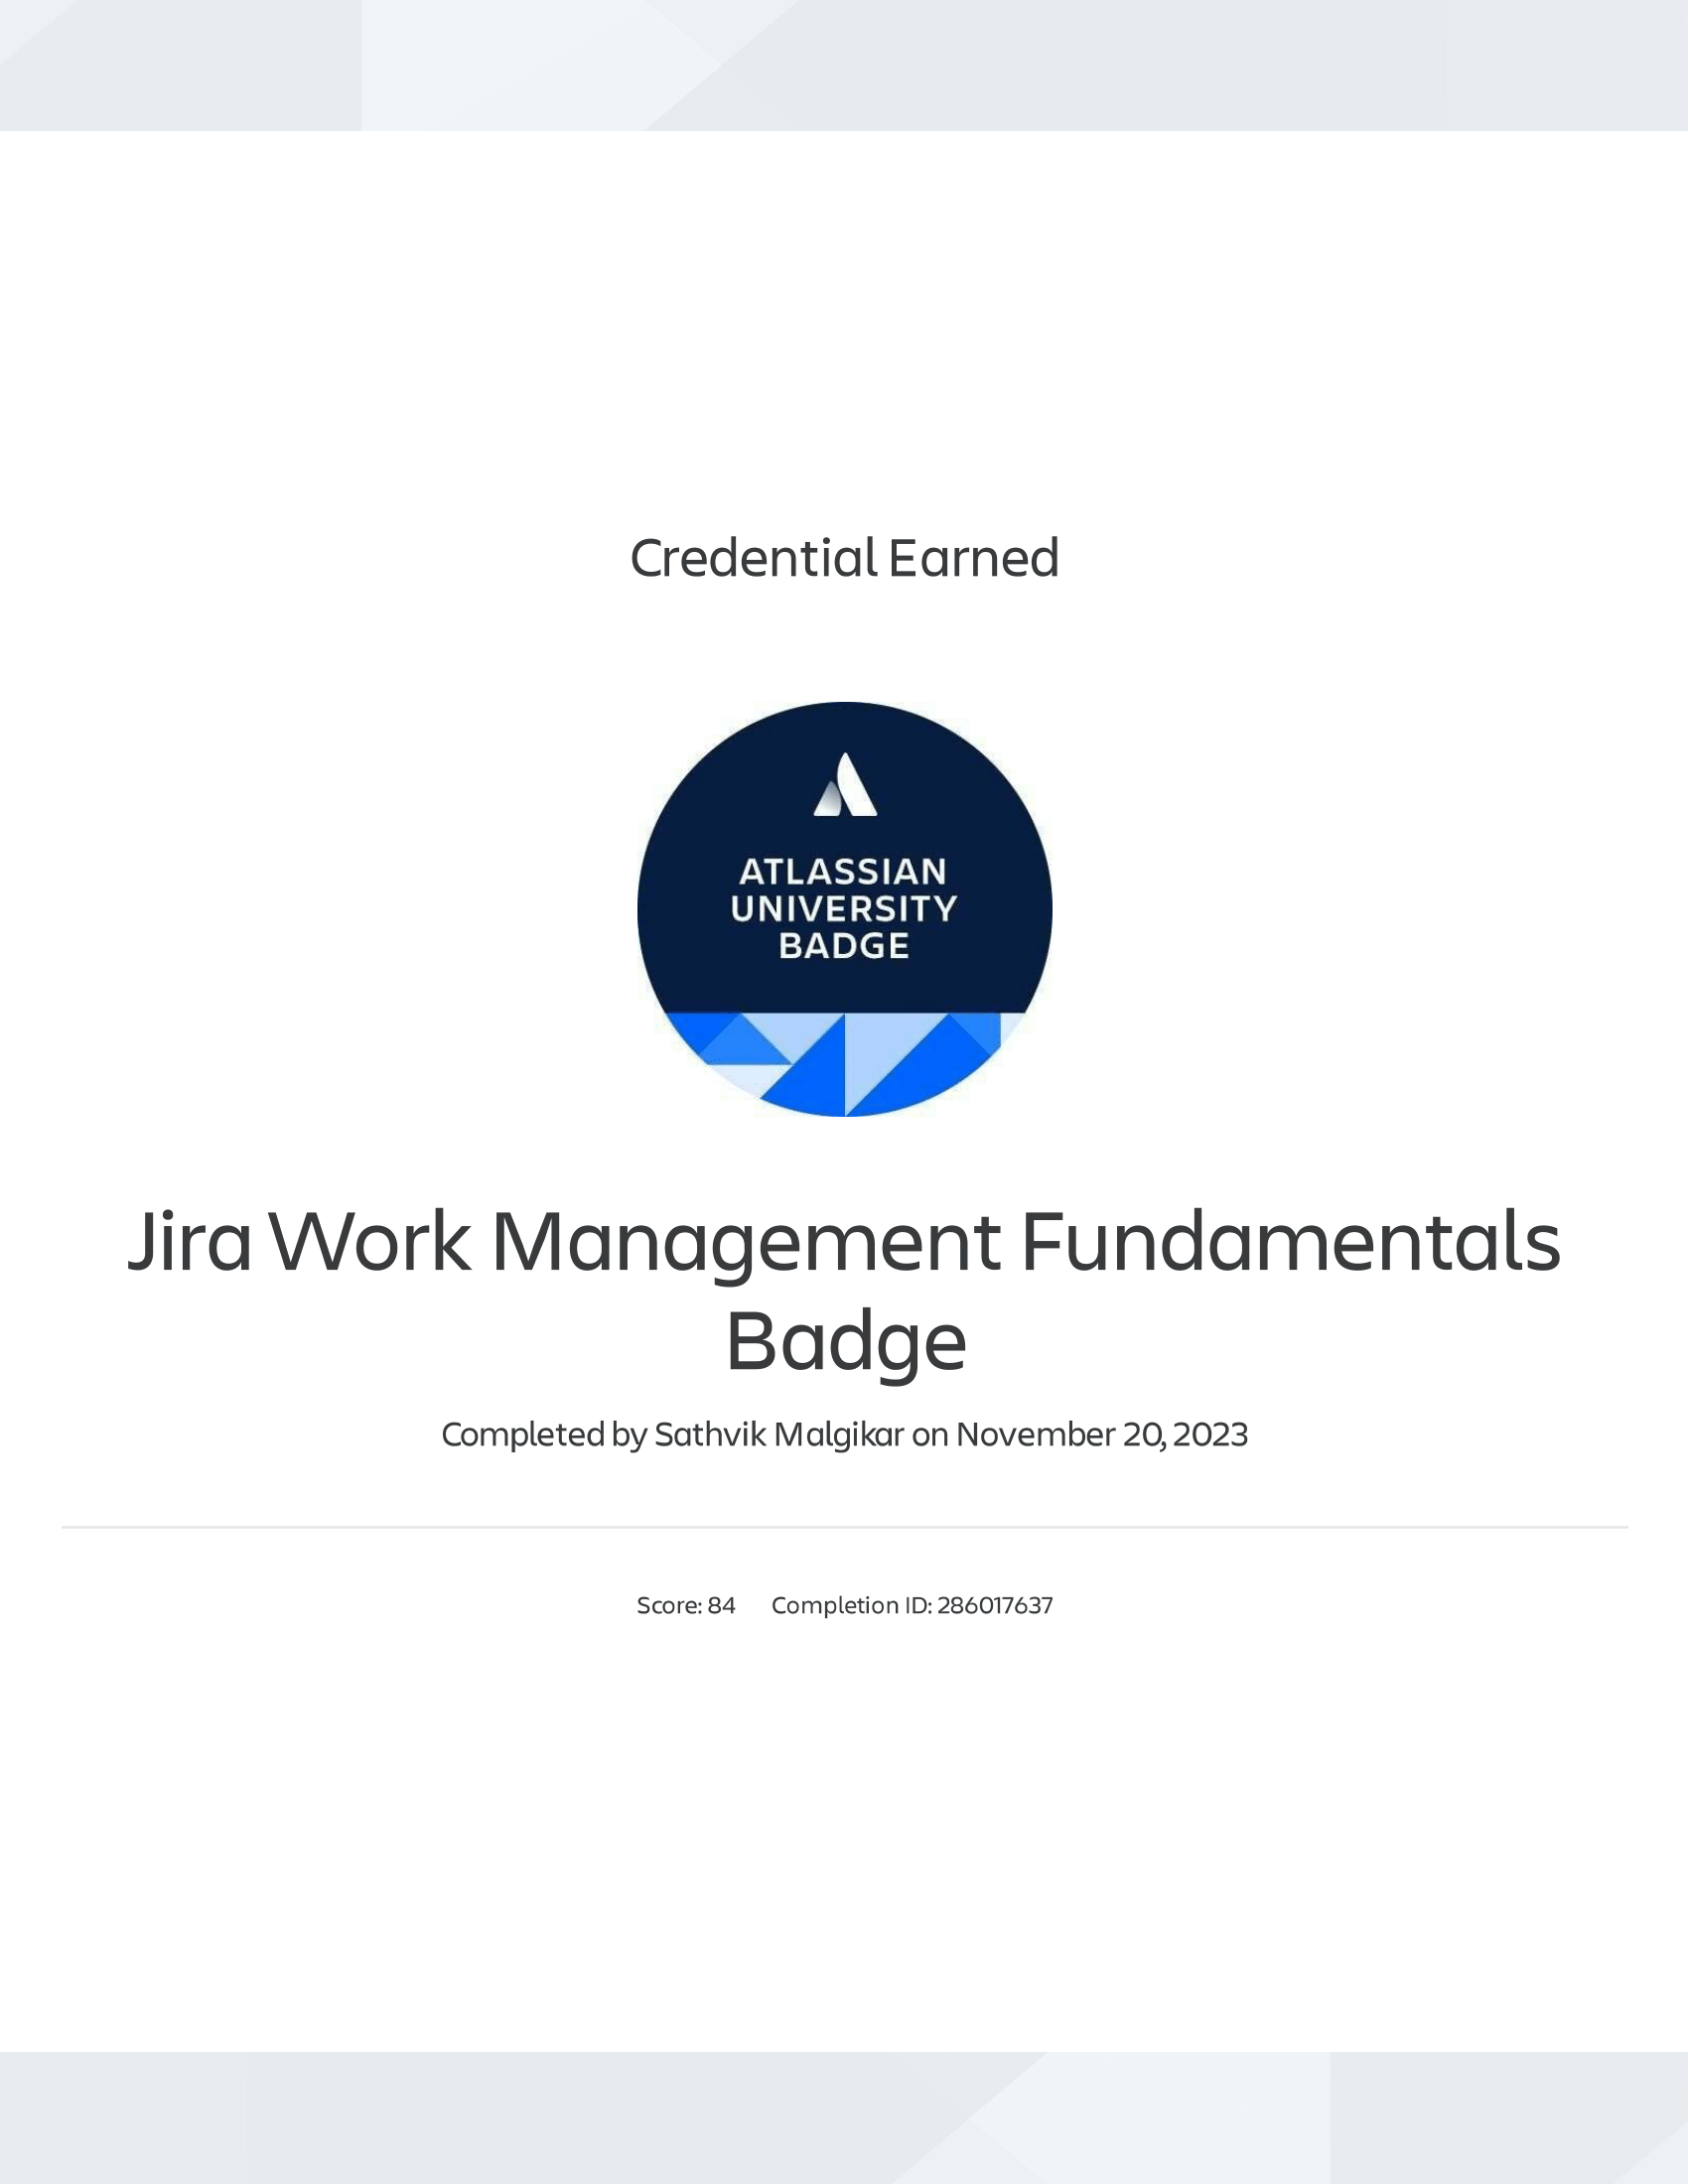 Credential Earned
ATLASSIAN
UNIVERSITY
BADGE
Jira Work Management Fundamentals
Badge
Completed by Sathvik Malgikar on November 20, 2023
Score: 84 Completion ID: 286017637